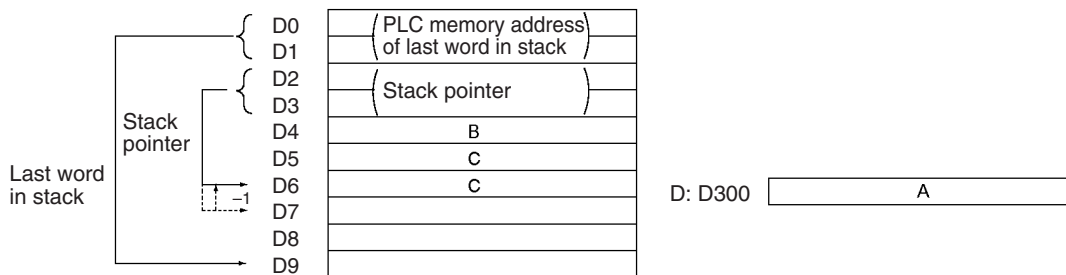 D0
PLC memory address
of last word in stack
D1
D2
Stack pointer
D3
Stack
pointer
D4
B
D5
C
Last word
in stack
D6
C
–1
D7
D8
D9
D: D300
A